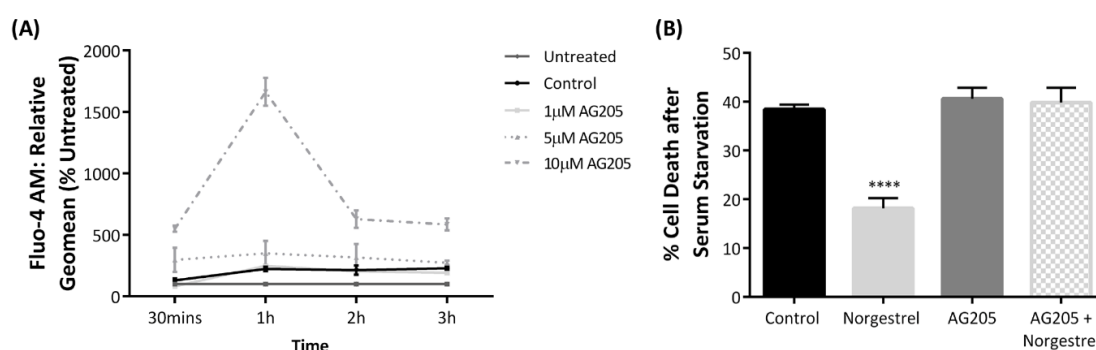 (A)
Fluo-4 AM: Relative
Geomean (% Untreated)
2000
1500
1000
500
0
30mins
1h
2h
3h
Time
Untreated
Control
1μM AG205
5μM AG205
10μM AG205
(B)
% Cell Death after
Serum Starvation
50
40
30
20
10
0
****
Control
Norgestrel
AG205
AG205 +
Norgestrel